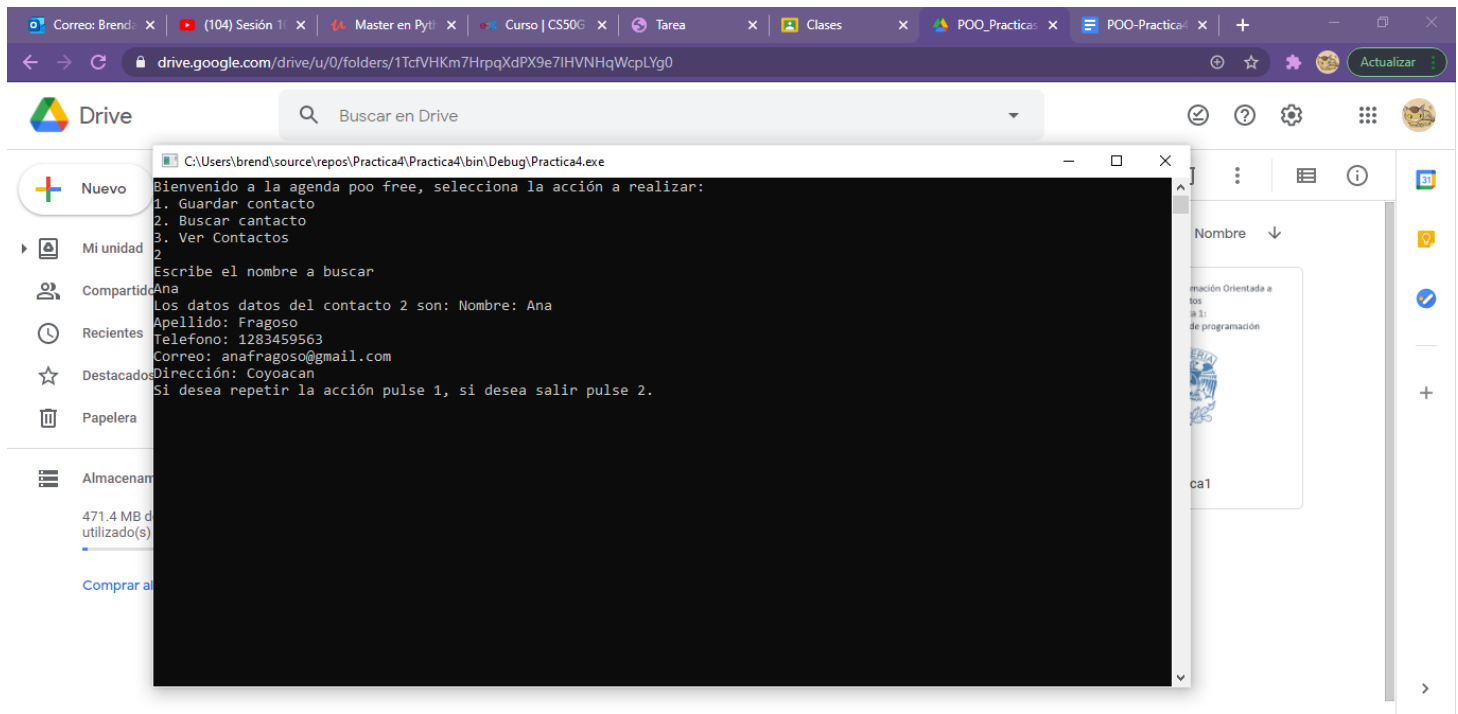 Correo: Brenda
(104) Sesión 1
Master en Pyth
Curso | CS50G
Tarea
Clases
POO_Practicas
POO-Practica4
drive.google.com/drive/u/0/folders/1TcfVHKm7HrpqXdPX9e7IHVNHqWcpLYg0
Actualizar
Drive
Buscar en Drive
C:\Users\brend\source\repos\Practica4\Practica4\bin\Debug\Practica4.exe
Bienvenido a la agenda poo free, selecciona la acción a realizar:
1. Guardar contacto
2. Buscar cantacto
3. Ver Contactos
2
Escribe el nombre a buscar
Ana
Los datos datos del contacto 2 son: Nombre: Ana
Apellido: Fragoso
Telefono: 1283459563
Correo: anafragoso@gmail.com
Dirección: Coyoacan
Si desea repetir la acción pulse 1, si desea salir pulse 2.
Nuevo
Mi unidad
Compartido
Recientes
Destacados
Papelera
Almacenam
471.4 MB d
utilizado(s)
Comprar al
Nombre
31
mación Orientada a
tos
a 1:
de programación
ca1